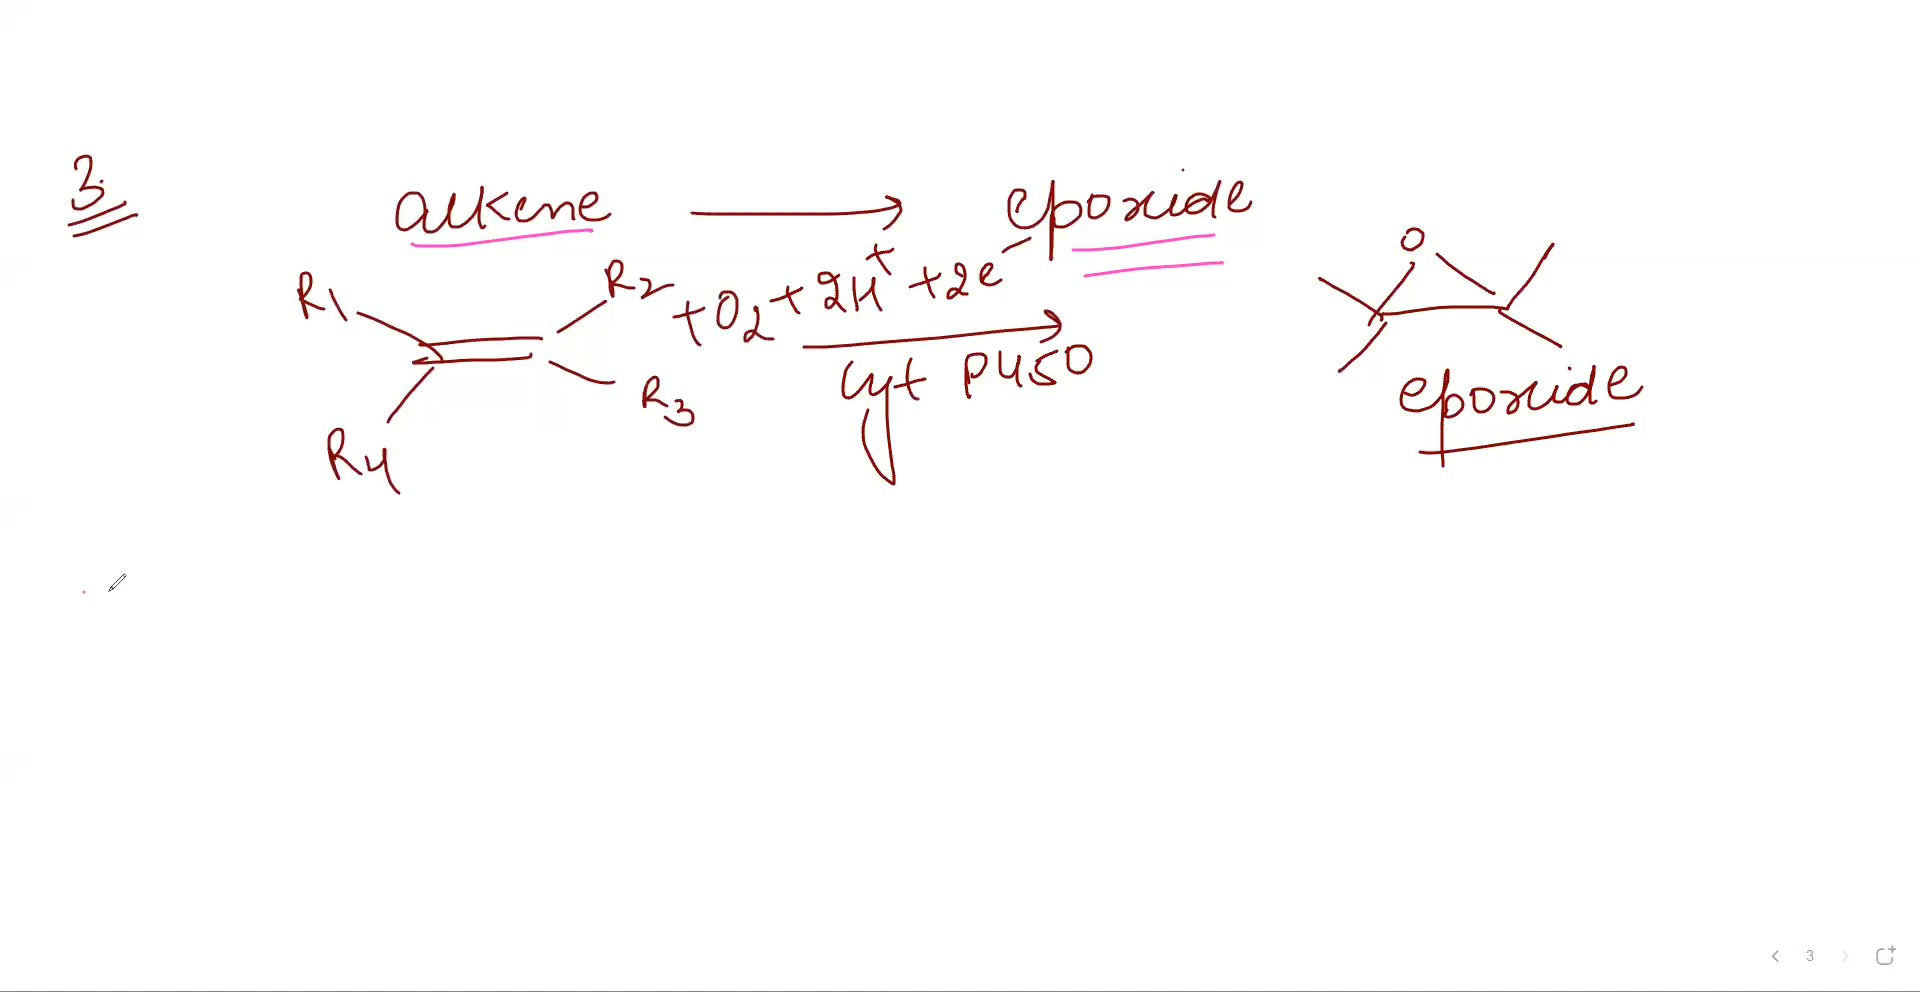 3.
alkene → epoxide
R1 R2 + O2 + 2H+ + 2e-
O
Cyt P450
R4 R3
epoxide
3